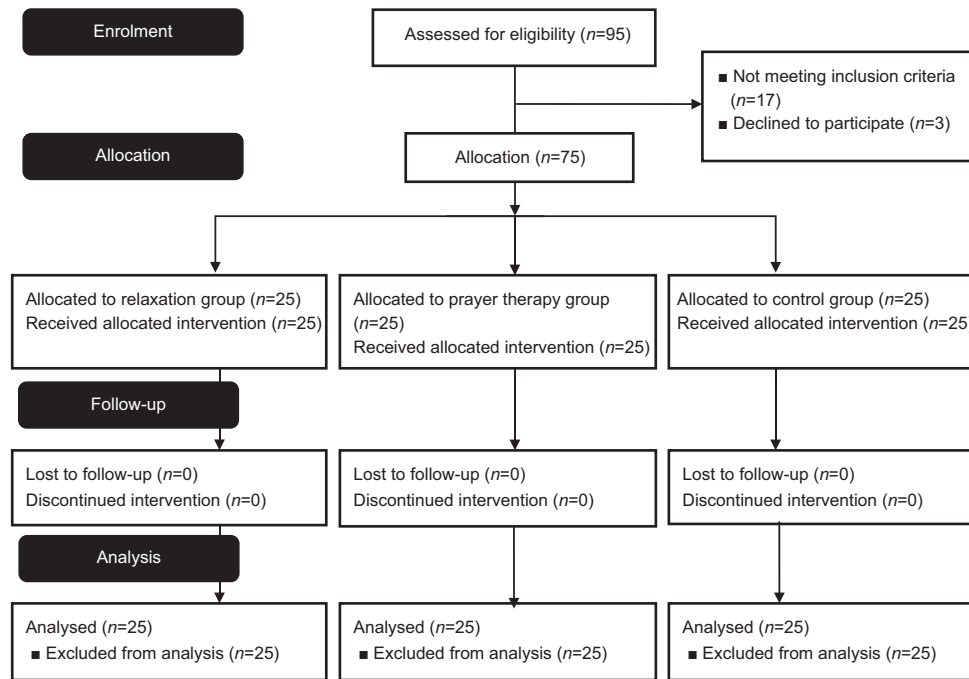 Enrolment
Assessed for eligibility (n=95)
■ Not meeting inclusion criteria
(n=17)
■ Declined to participate (n=3)
Allocation
Allocation (n=75)
Allocated to relaxation group (n=25)
Received allocated intervention (n=25)
Allocated to prayer therapy group
(n=25)
Received allocated intervention (n=25)
Allocated to control group (n=25)
Received allocated intervention (n=25)
Follow-up
Lost to follow-up (n=0)
Discontinued intervention (n=0)
Lost to follow-up (n=0)
Discontinued intervention (n=0)
Lost to follow-up (n=0)
Discontinued intervention (n=0)
Analysis
Analysed (n=25)
■ Excluded from analysis (n=25)
Analysed (n=25)
■ Excluded from analysis (n=25)
Analysed (n=25)
■ Excluded from analysis (n=25)